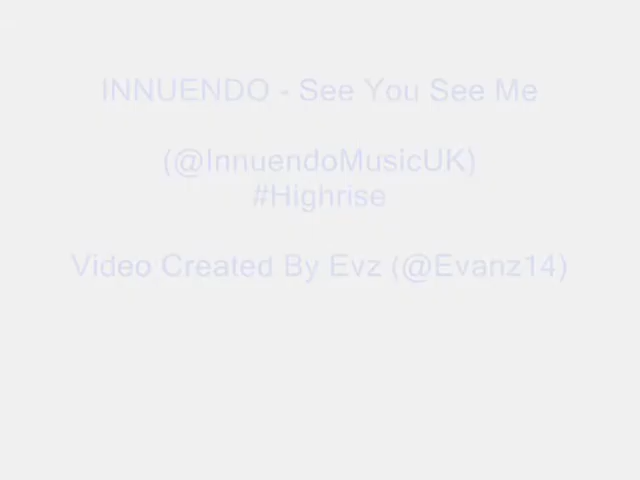 INNUENDO - See You See Me
(@InnuendoMusicUK)
#Highrise
Video Created By Evz (@Evanz14)